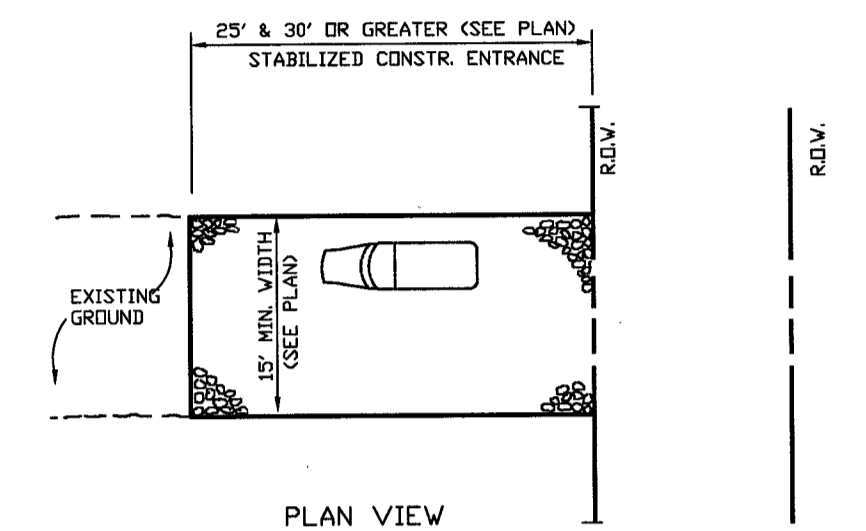 25' & 30' OR GREATER (SEE PLAN)
STABILIZED CONSTR. ENTRANCE
R.O.W.
R.O.W.
EXISTING
GROUND
15' MIN. WIDTH
(SEE PLAN)
PLAN VIEW